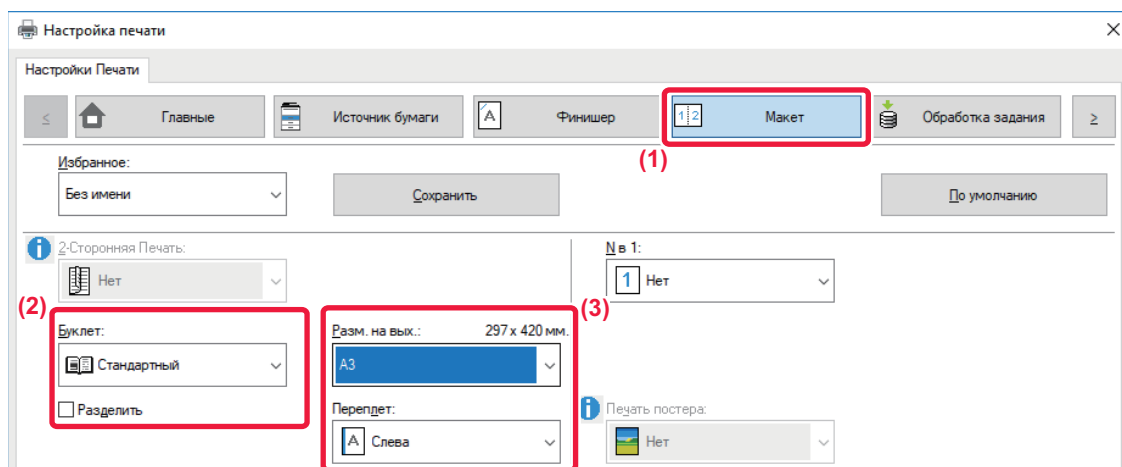 Настройка печати
Настройки Печати
< Главные Источник бумаги A Финишер 1 2 Макет Обработка задания >
(1)
Избранное:
Без имени Сохранить По умолчанию
2-Сторонняя Печать: N в 1:
Нет 1 Нет
(2) (3)
Буклет: Разм. на вых.: 297 x 420 мм.
Стандартный A3
Разделить Переплет: Печать постера:
A Слева Нет